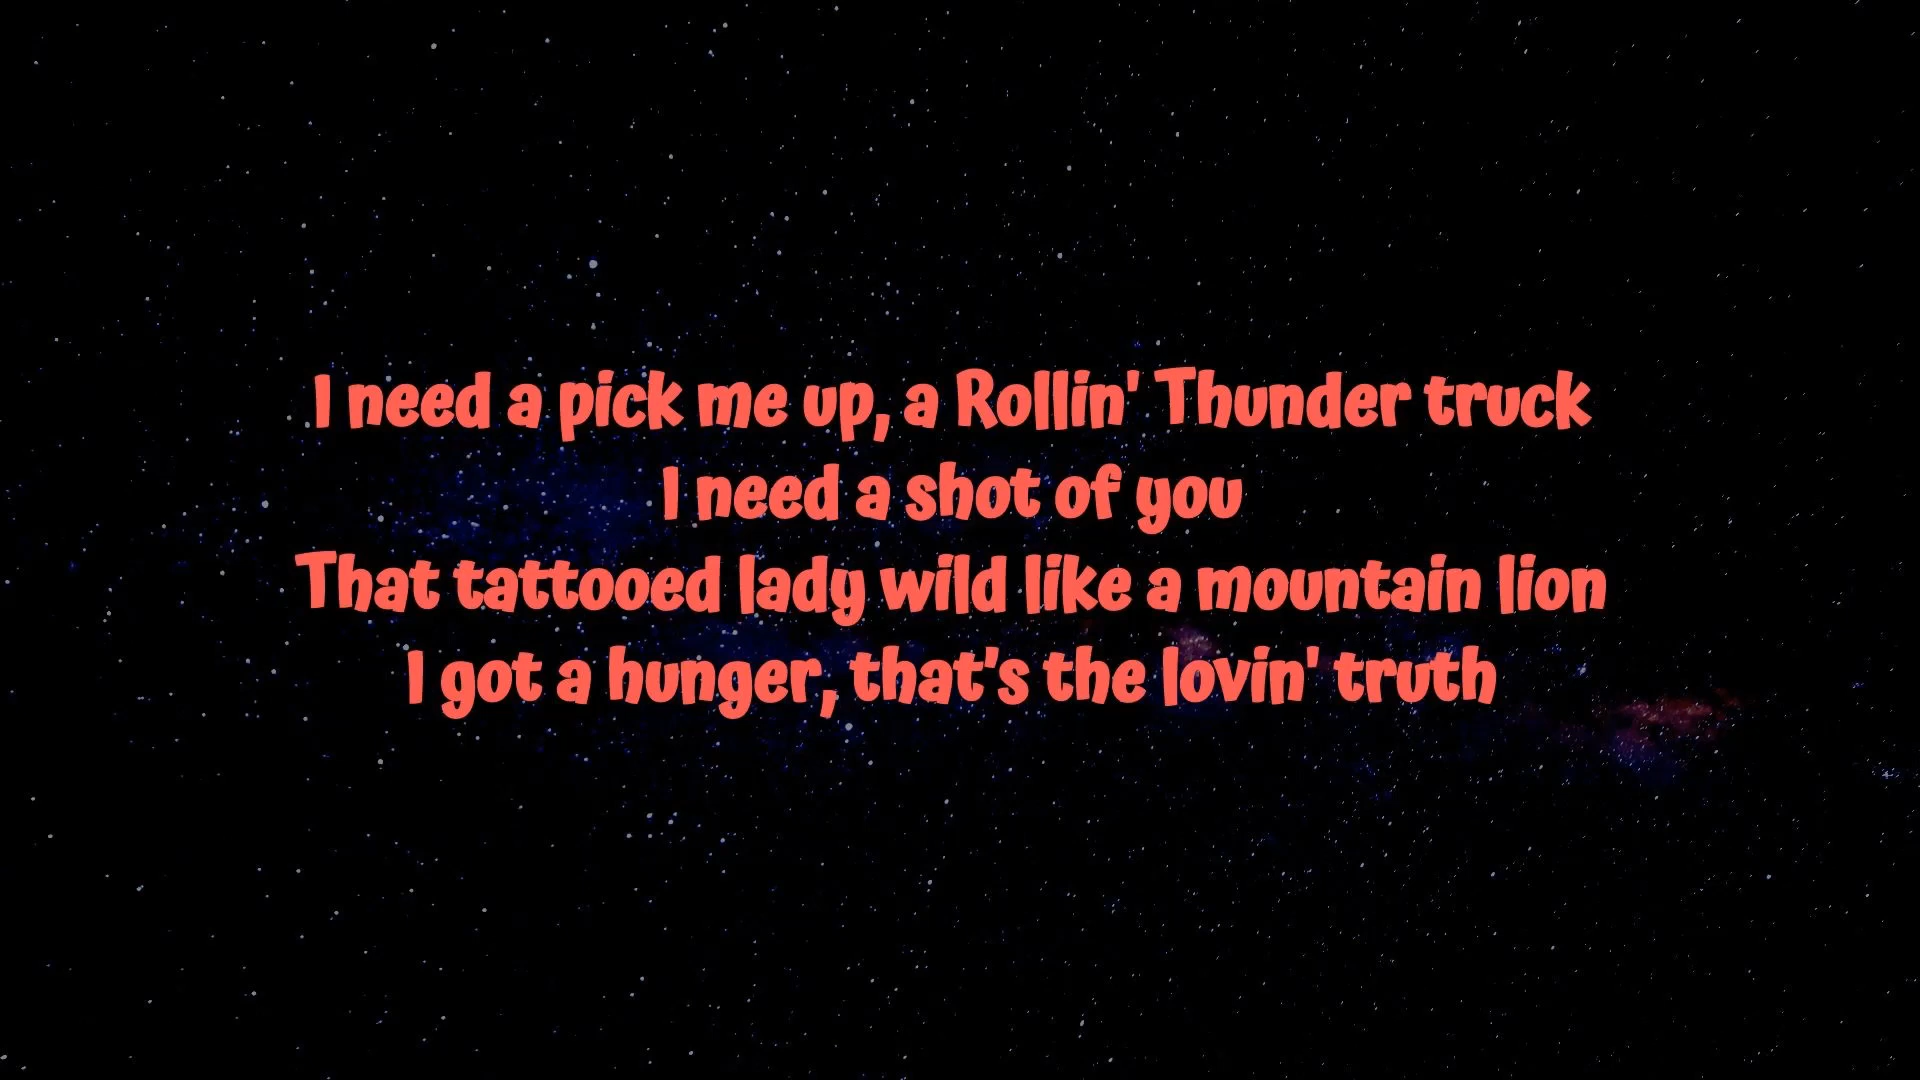 I need a pick me up, a Rollin' Thunder truck
I need a shot of you
That tattooed lady wild like a mountain lion
I got a hunger, that's the lovin' truth